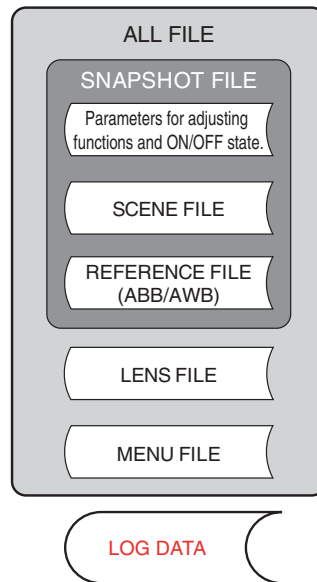 ALL FILE
SNAPSHOT FILE
Parameters for adjusting
functions and ON/OFF state.
SCENE FILE
REFERENCE FILE
(ABB/AWB)
LENS FILE
MENU FILE
LOG DATA